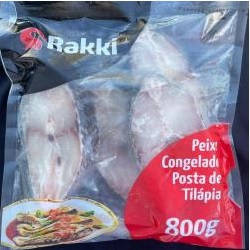 Rakki
Peixe
Congelado
Posta de
Tilápia
800g